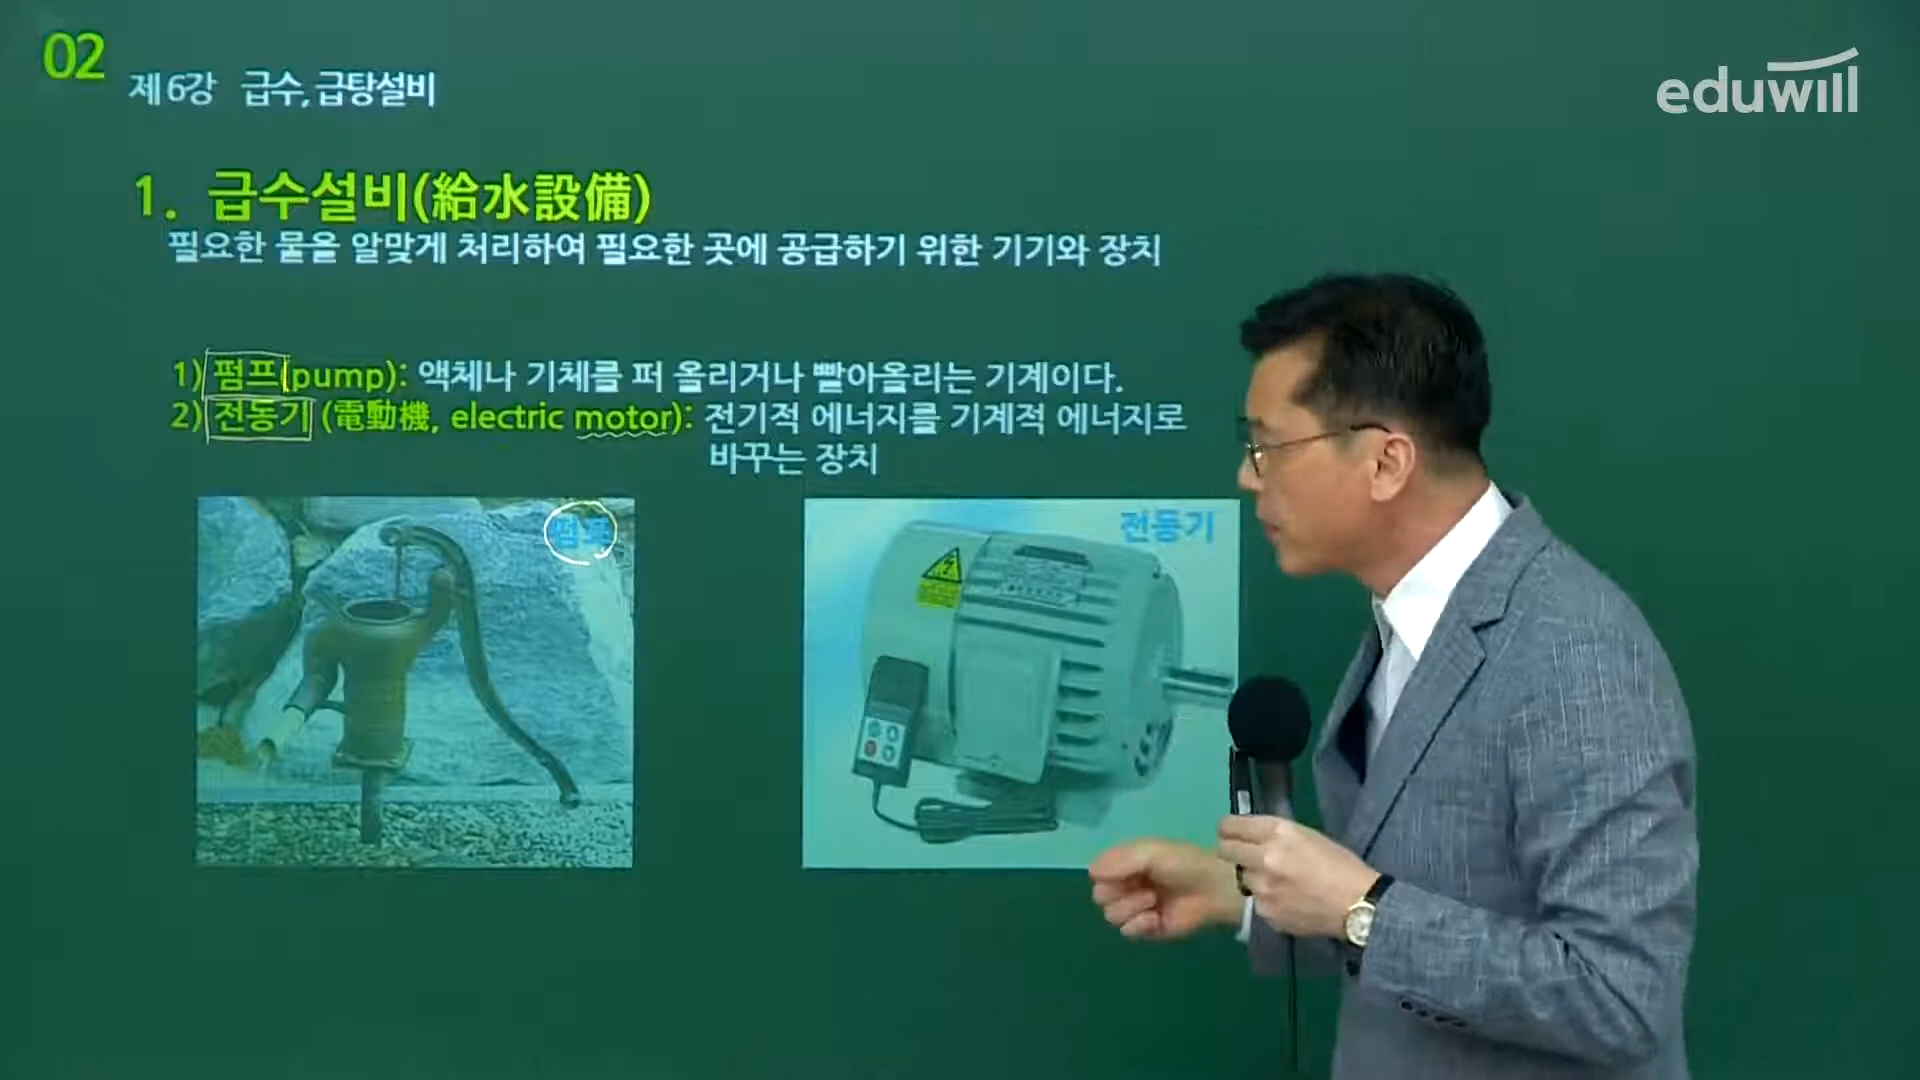 02
제6강 급수, 급탕설비
eduwill
1. 급수설비(給水設備)
필요한 물을 알맞게 처리하여 필요한 곳에 공급하기 위한 기기와 장치
1) 펌프(pump): 액체나 기체를 퍼 올리거나 빨아올리는 기계이다.
2) 전동기 (電動機, electric motor): 전기적 에너지를 기계적 에너지로
바꾸는 장치
펌프
전동기